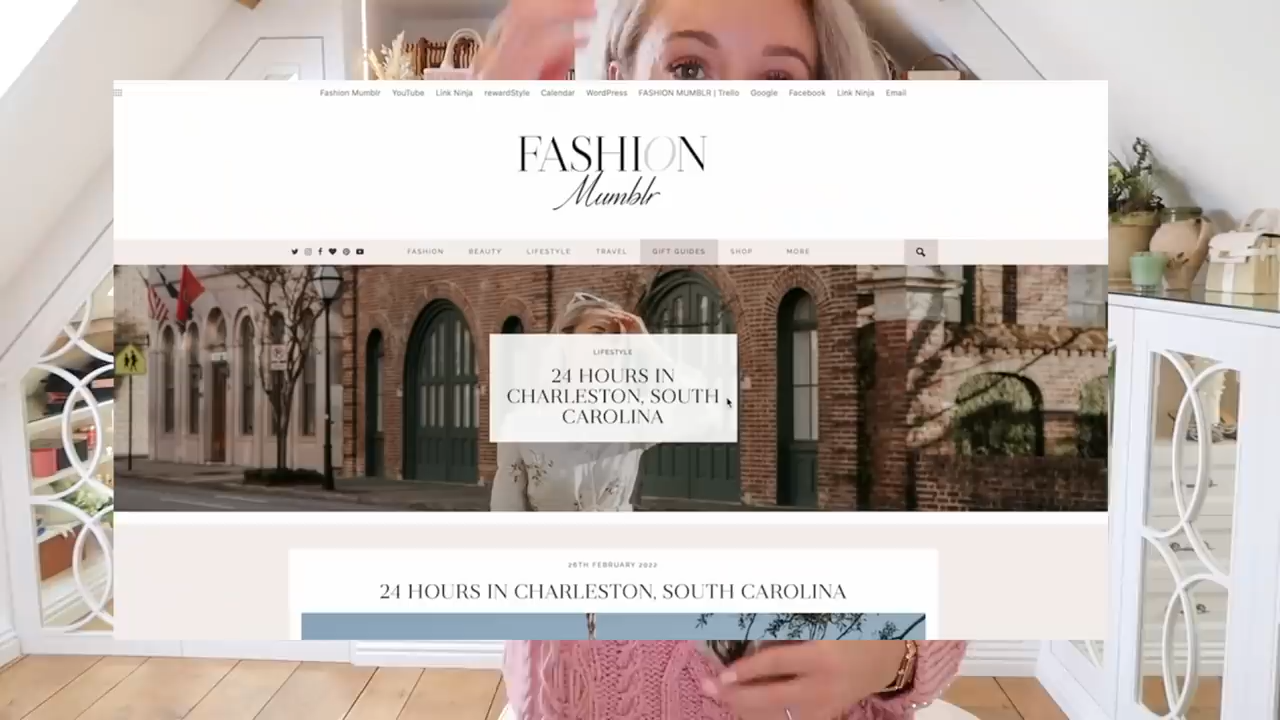 Fashion Mumblr YouTube Link Ninja rewardStyle Calendar WordPress FASHION MUMBLR | Trello Google Facebook Link Ninja Email
FASHION
Mumblr
FASHION BEAUTY LIFESTYLE TRAVEL GIFT GUIDES SHOP MORE
LIFESTYLE
24 HOURS IN
CHARLESTON, SOUTH
CAROLINA
26TH FEBRUARY 2022
24 HOURS IN CHARLESTON, SOUTH CAROLINA